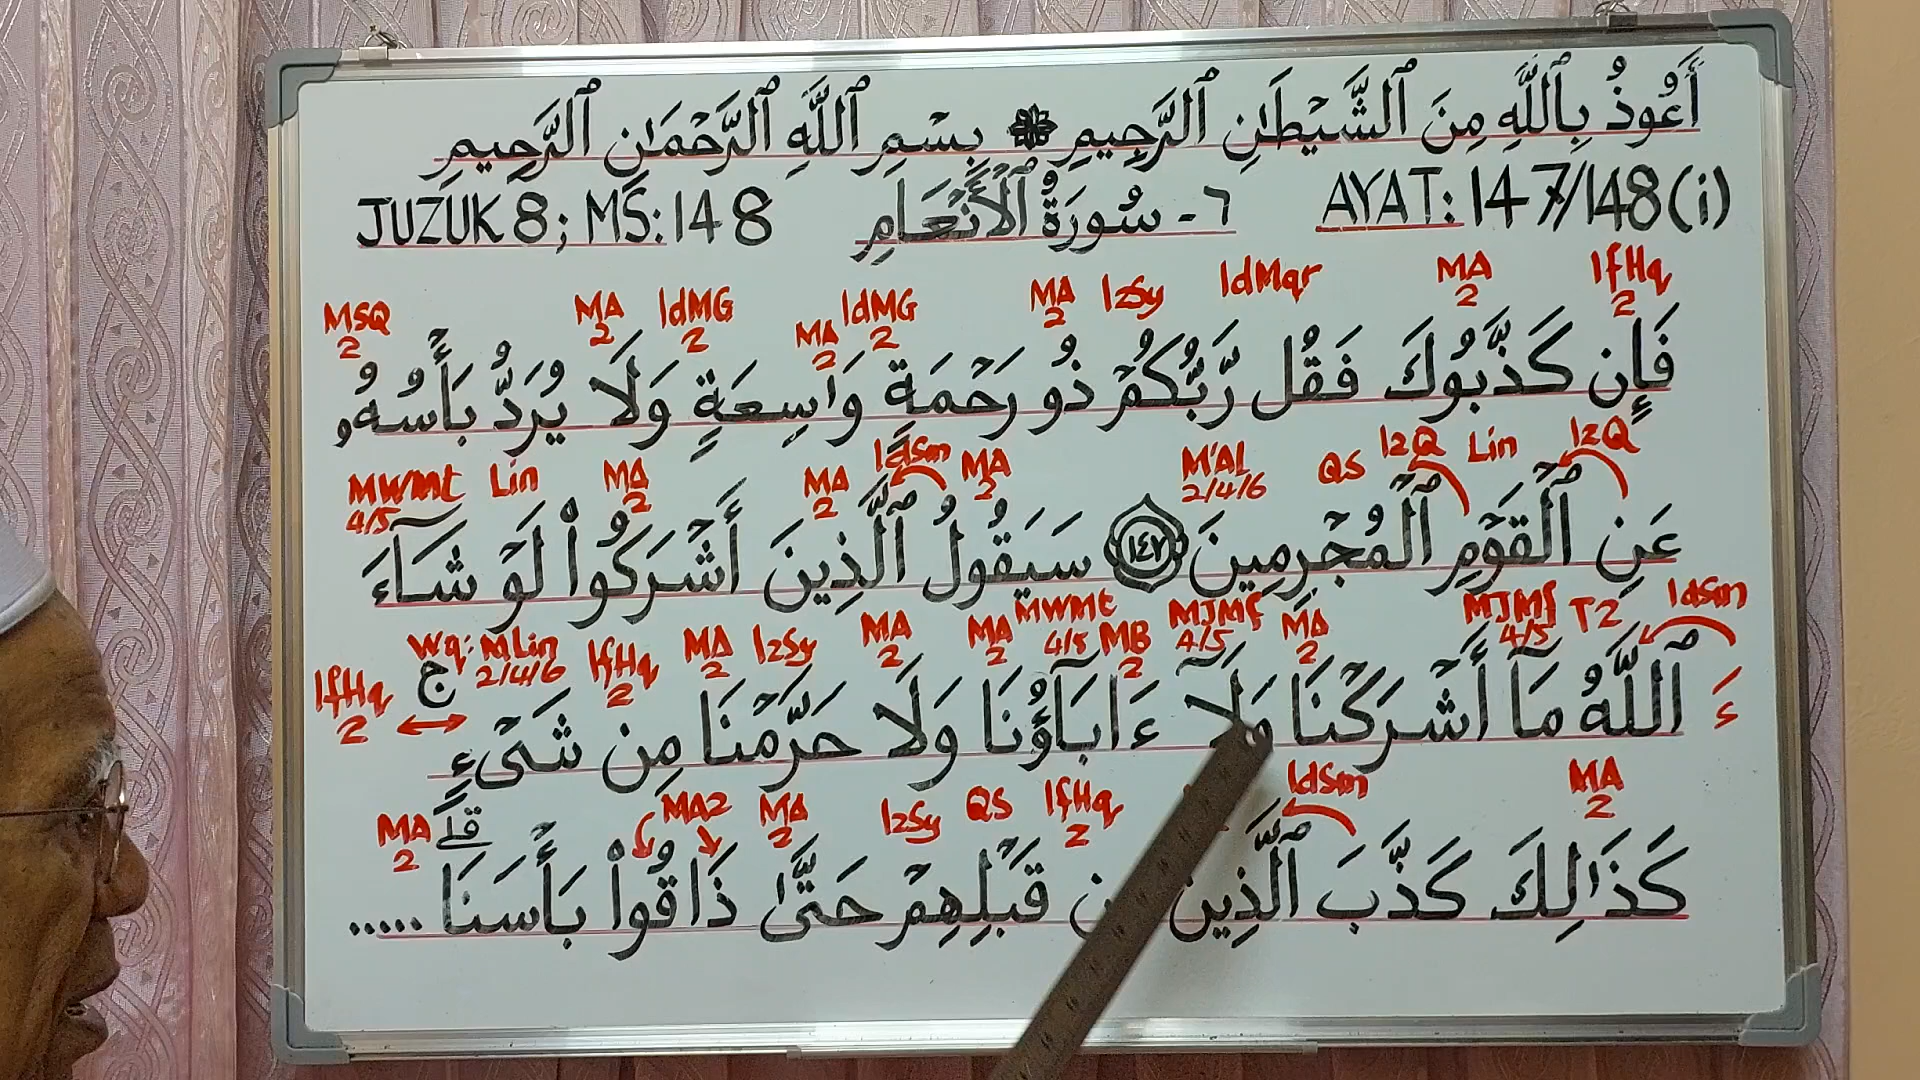 أَعُوذُ بِٱللَّهِ مِنَ ٱلشَّيْطَٰنِ ٱلرَّجِيمِ ۞ بِسْمِ ٱللَّهِ ٱلرَّحْمَٰنِ ٱلرَّحِيمِ
JUZUK 8; MS: 148 ٦ - سُورَةُ ٱلْأَنْعَامِ AYAT: 147/148(i)
MSQ 2 MA 2 IdMG 2 MA 2 IdMG 2 MA 2 IzSy IdMqr MA 2 IfHq 2
فَإِن كَذَّبُوكَ فَقُل رَّبُّكُمْ ذُو رَحْمَةٍ وَٰسِعَةٍ وَلَا يُرَدُّ بَأْسُهُۥ
MWMt 4/5 Lin MA 2 MA 2 IdSm MA 2 M'AL 2/4/6 QS IzQ Lin IzQ
عَنِ ٱلْقَوْمِ ٱلْمُجْرِمِينَ ١٤٧ سَيَقُولُ ٱلَّذِينَ أَشْرَكُوا۟ لَوْ شَآءَ
IfHq 2 Wq: MLin 2/4/6 IfHq 2 MA 2 IzSy MA 2 MA 2 MWMt 4/5 MB 2 MJMf 4/5 MA 2 MJMf 4/5 TZ IdSm
ءَ ٱللَّهُ مَآ أَشْرَكْنَا وَلَآ ءَابَآؤُنَا وَلَا حَرَّمْنَا مِن شَىْءٍ ج
MA 2 MA2 MA 2 IzSy QS IfHq 2 IdSm MA 2
كَذَٰلِكَ كَذَّبَ ٱلَّذِينَ قَبْلِهِمْ حَتَّىٰ ذَاقُوا۟ بَأْسَنَا قلے .....